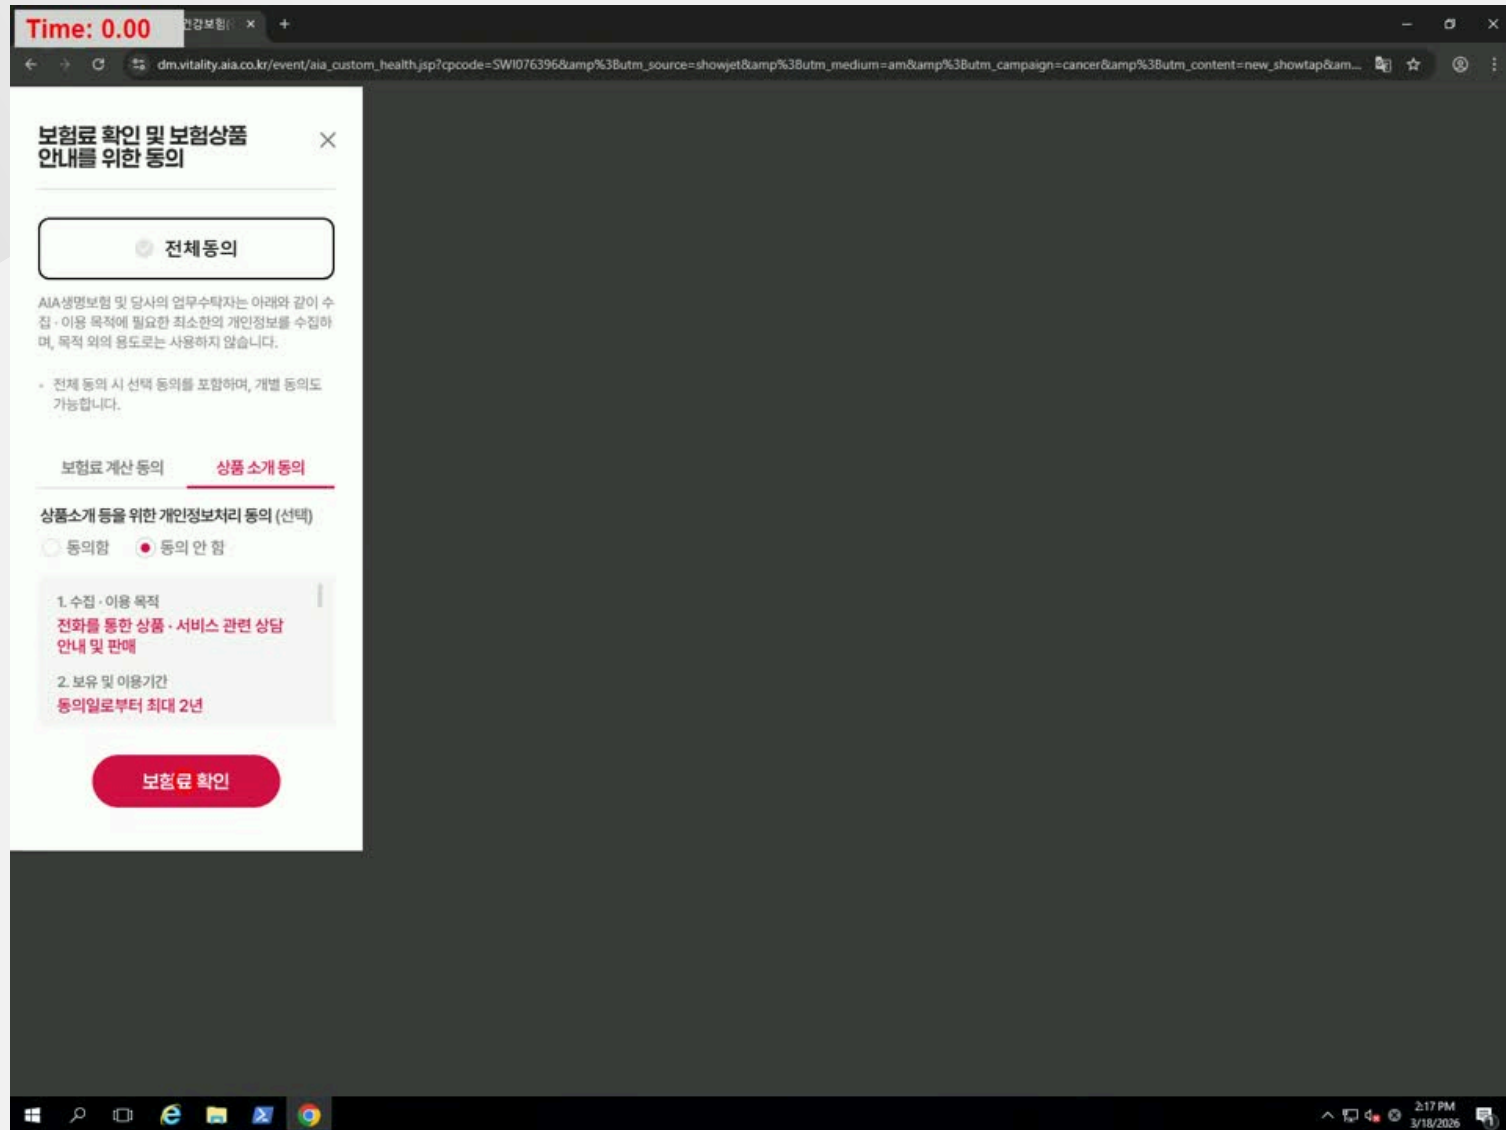 Time: 0.00
건강보험(
dm.vitality.aia.co.kr/event/aia_custom_health.jsp?cpcode=SWI076396&amp%3Butm_source=showjet&amp%3Butm_medium=am&amp%3Butm_campaign=cancer&amp%3Butm_content=new_showtap&am...
보험료 확인 및 보험상품
안내를 위한 동의
전체동의
AIA생명보험 및 당사의 업무수탁자는 아래와 같이 수
집 · 이용 목적에 필요한 최소한의 개인정보를 수집하
며, 목적 외의 용도로는 사용하지 않습니다.
- 전체 동의 시 선택 동의를 포함하며, 개별 동의도
가능합니다.
보험료 계산 동의 상품 소개 동의
상품소개 등을 위한 개인정보처리 동의 (선택)
동의함 동의 안 함
1. 수집 · 이용 목적
전화를 통한 상품 · 서비스 관련 상담
안내 및 판매
2. 보유 및 이용기간
동의일로부터 최대 2년
보험료 확인
2:17 PM
3/18/2026